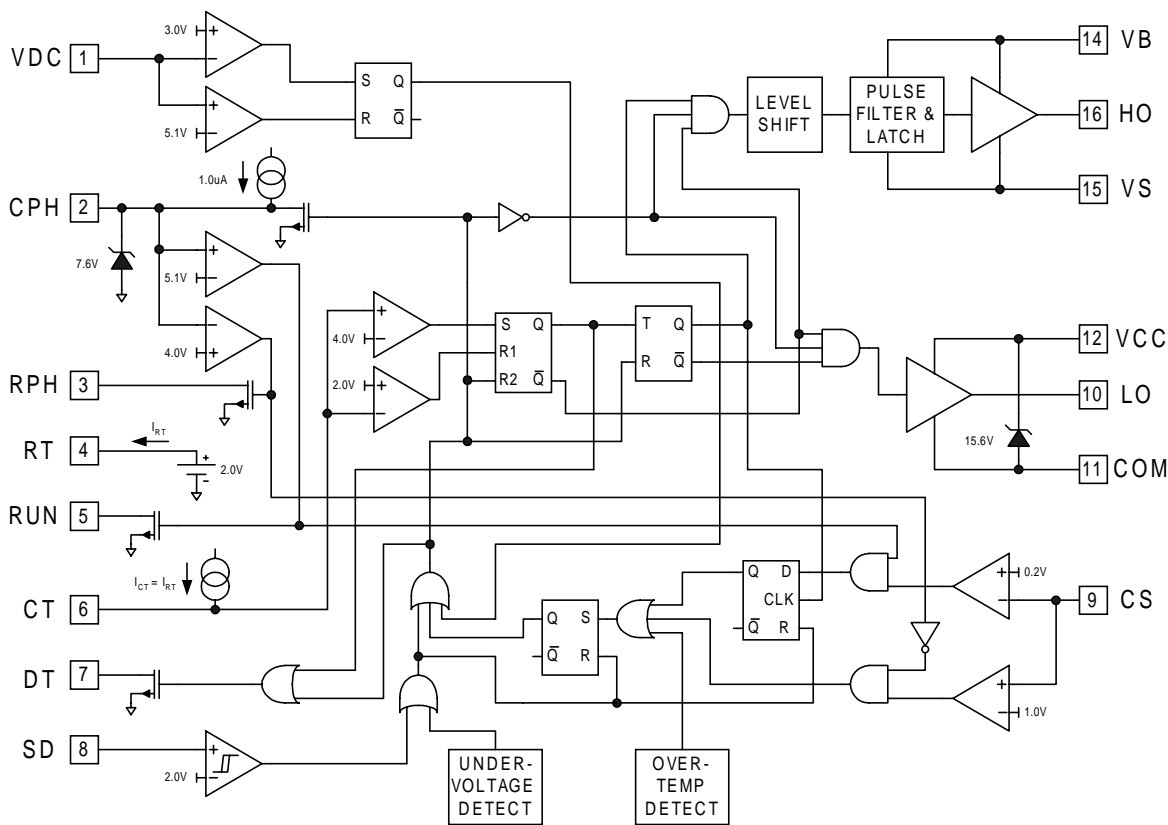 VDC 1
3.0V
+
−
+
−
5.1V
S Q
R Q̅
1.0uA
CPH 2
7.6V
+
−
5.1V
−
+
4.0V
RPH 3
RT 4
IRT
+
−
2.0V
RUN 5
ICT = IRT
CT 6
DT 7
SD 8
+
−
2.0V
+
−
4.0V
2.0V
+
−
S Q
R1
R2 Q̅
T Q
R Q̅
LEVEL
SHIFT
PULSE
FILTER &
LATCH
14 VB
16 HO
15 VS
12 VCC
10 LO
15.6V
11 COM
Q D
CLK
Q̅ R
Q S
Q̅ R
+
−
0.2V
9 CS
+
−
1.0V
UNDER-
VOLTAGE
DETECT
OVER-
TEMP
DETECT